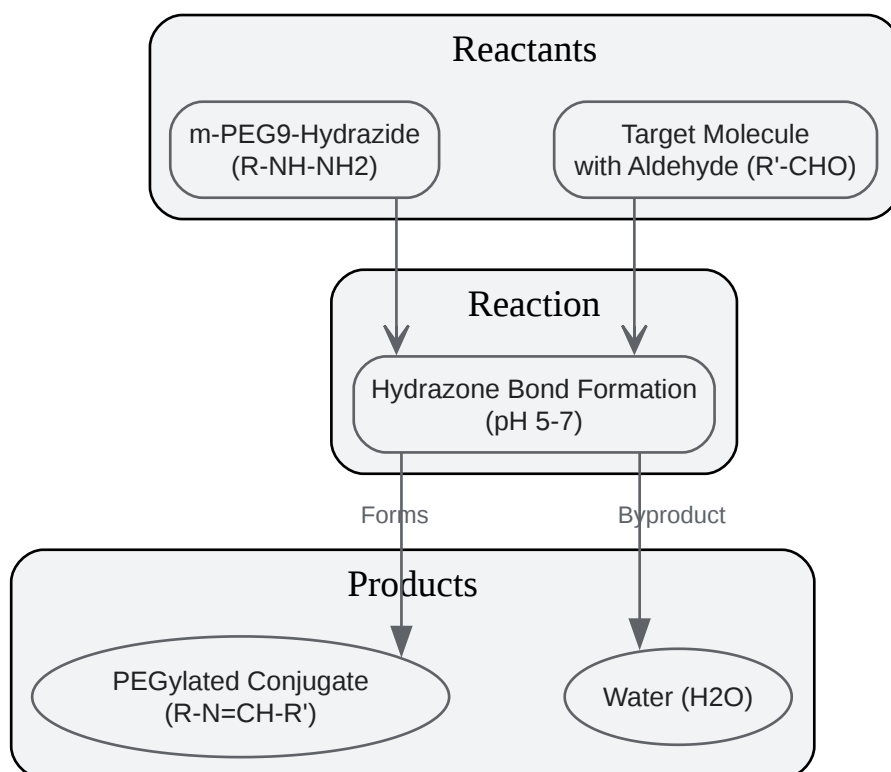 Reactants
m-PEG9-Hydrazide
(R-NH-NH2)
Target Molecule
with Aldehyde (R'-CHO)
Reaction
Hydrazone Bond Formation
(pH 5-7)
Forms
Byproduct
Products
PEGylated Conjugate
(R-N=CH-R')
Water (H2O)